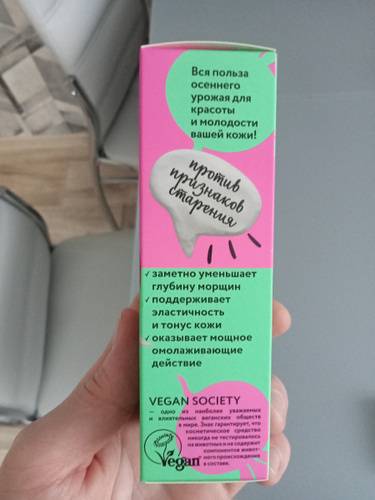 Вся польза
осеннего
урожая для
красоты
и молодости
вашей кожи!
против
признаков
старения
✓ заметно уменьшает
глубину морщин
✓ поддерживает
эластичность
и тонус кожи
✓ оказывает мощное
омолаживающие
действие
VEGAN SOCIETY
— одно из наиболее уважаемых
и влиятельных веганских обществ
в мире. Знак гарантирует, что
косметическое средство
никогда не тестировалось
на животных и не содержит
компонентов живот-
ного происхождения
в составе.
Vegan